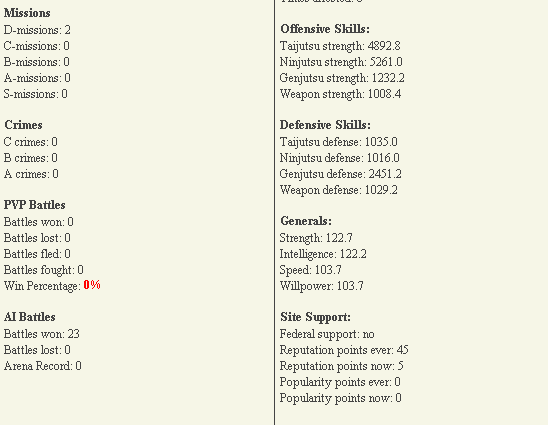 Missions
D-missions: 2
C-missions: 0
B-missions: 0
A-missions: 0
S-missions: 0
Crimes
C crimes: 0
B crimes: 0
A crimes: 0
PVP Battles
Battles won: 0
Battles lost: 0
Battles fled: 0
Battles fought: 0
Win Percentage: 0%
AI Battles
Battles won: 23
Battles lost: 0
Arena Record: 0
Offensive Skills:
Taijutsu strength: 4892.8
Ninjutsu strength: 5261.0
Genjutsu strength: 1232.2
Weapon strength: 1008.4
Defensive Skills:
Taijutsu defense: 1035.0
Ninjutsu defense: 1016.0
Genjutsu defense: 2451.2
Weapon defense: 1029.2
Generals:
Strength: 122.7
Intelligence: 122.2
Speed: 103.7
Willpower: 103.7
Site Support:
Federal support: no
Reputation points ever: 45
Reputation points now: 5
Popularity points ever: 0
Popularity points now: 0